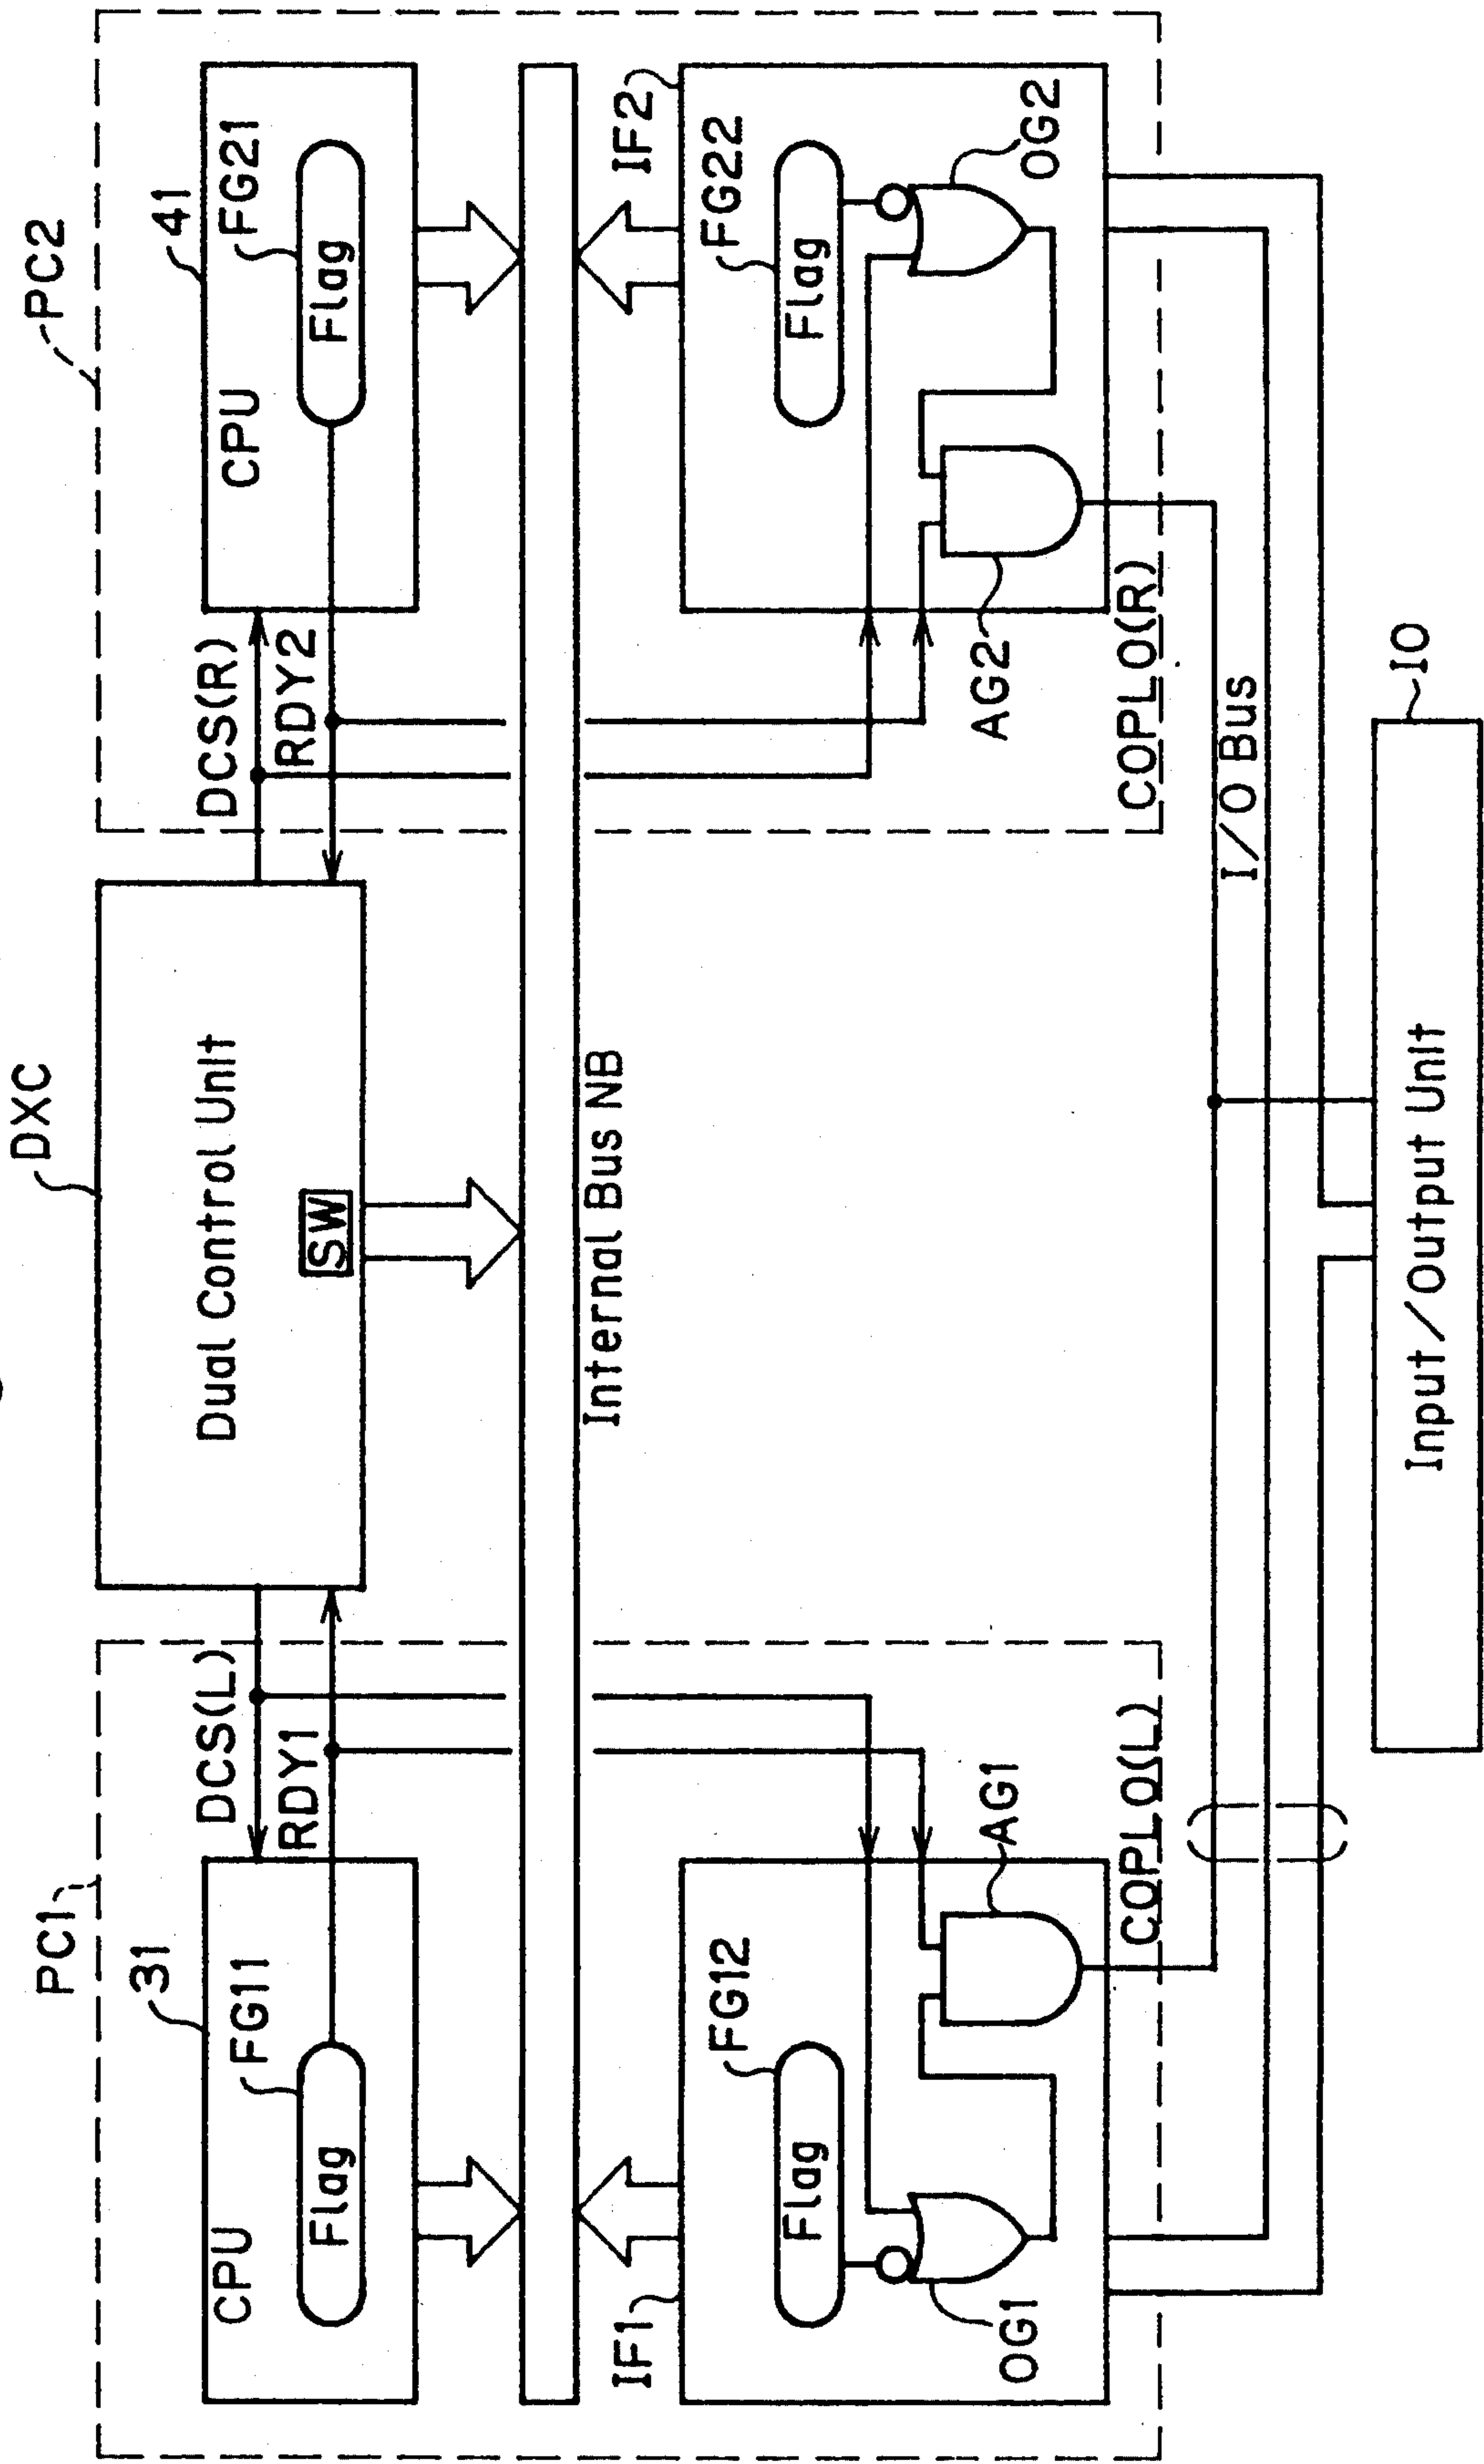 DXC
PC1
PC2
31
41
Dual Control Unit
SW
CPU
FG11
Flag
DCS(L)
RDY1
DCS(R)
RDY2
CPU
FG21
Flag
Internal Bus NB
IF1
FG12
Flag
OG1
AG1
COPLO(L)
IF2
FG22
Flag
OG2
AG2
COPLO(R)
I/O Bus
IO
Input/Output Unit